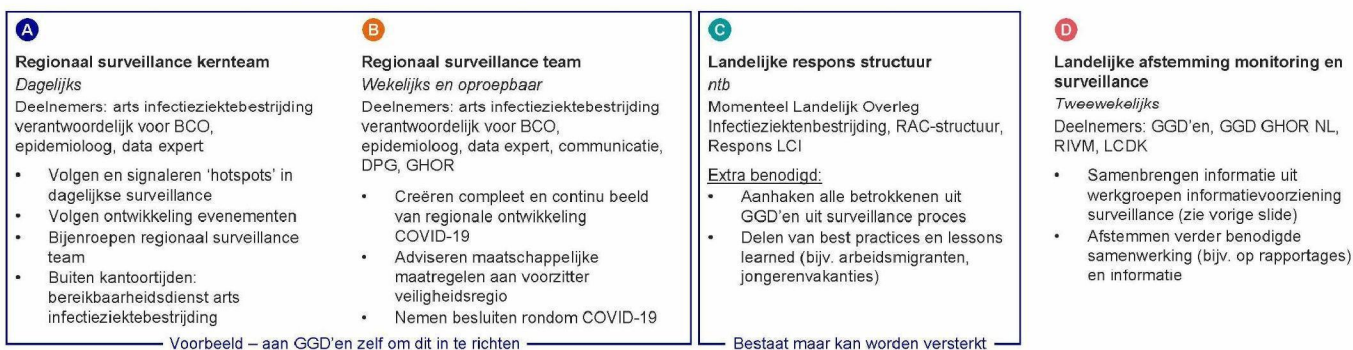 A
Regionaal surveillance kernteam
Dagelijks
Deelnemers: arts infectieziektebestrijding
verantwoordelijk voor BCO,
epidemioloog, data expert
• Volgen en signaleren ‘hotspots’ in
dagelijkse surveillance
• Volgen ontwikkeling evenementen
• Bijenroepen regionaal surveillance
team
• Buiten kantoortijden:
bereikbaarheidsdienst arts
infectieziektebestrijding
B
Regionaal surveillance team
Wekelijks en oproepbaar
Deelnemers: arts infectieziektebestrijding
verantwoordelijk voor BCO,
epidemioloog, data expert, communicatie,
DPG, GHOR
• Creëren compleet en continu beeld
van regionale ontwikkeling
COVID-19
• Adviseren maatschappelijke
maatregelen aan voorzitter
veiligheidsregio
• Nemen besluiten rondom COVID-19
Voorbeeld – aan GGD'en zelf om dit in te richten
C
Landelijke respons structuur
ntb
Momenteel Landelijk Overleg
Infectieziektenbestrijding, RAC-structuur,
Respons LCI
Extra benodigd:
• Aanhaken alle betrokkenen uit
GGD'en uit surveillance proces
• Delen van best practices en lessons
learned (bijv. arbeidsmigranten,
jongerenvakanties)
Bestaat maar kan worden versterkt
D
Landelijke afstemming monitoring en
surveillance
Tweewekelijks
Deelnemers: GGD'en, GGD GHOR NL,
RIVM, LCDK
• Samenbrengen informatie uit
werkgroepen informatievoorziening
surveillance (zie vorige slide)
• Afstemmen verder benodigde
samenwerking (bijv. op rapportages)
en informatie